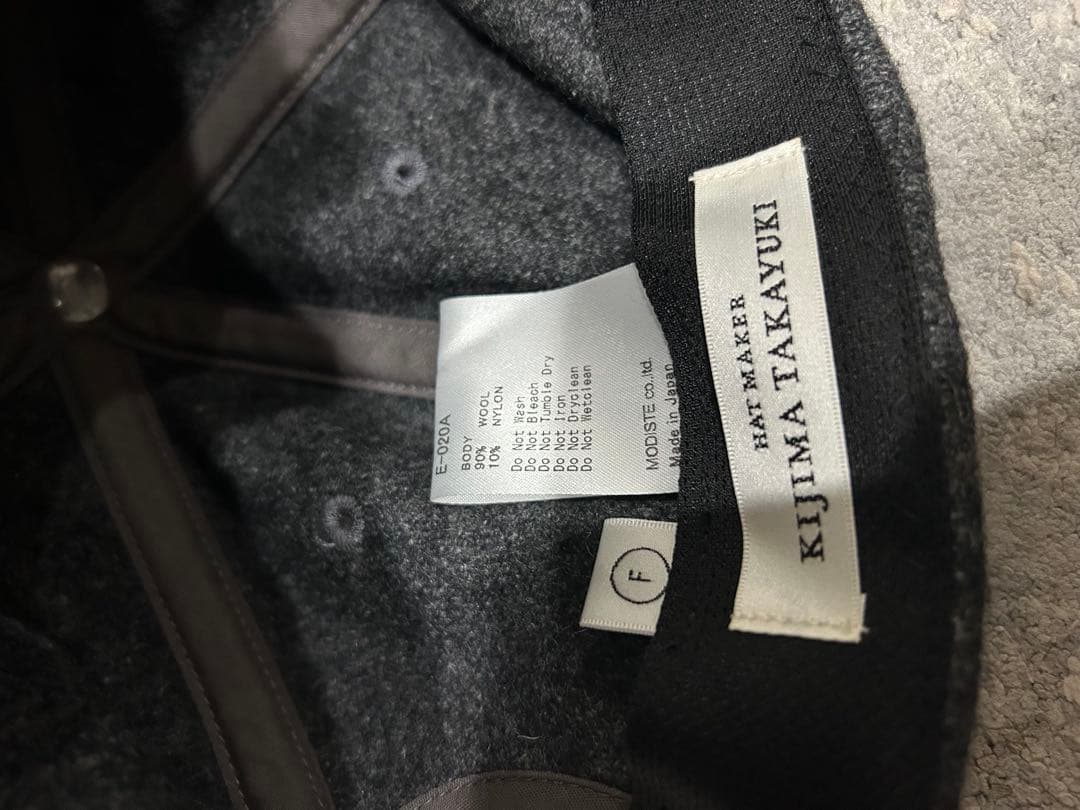 E-020A
BODY
90% WOOL
10% NYLON
Do Not Wash
Do Not Bleach
Do Not Tumble Dry
Do Not Iron
Do Not Dryclean
Do Not Wetclean
MODISTE co.,ltd.
Made in Japan
F
HAT MAKER
KIJIMA TAKAYUKI